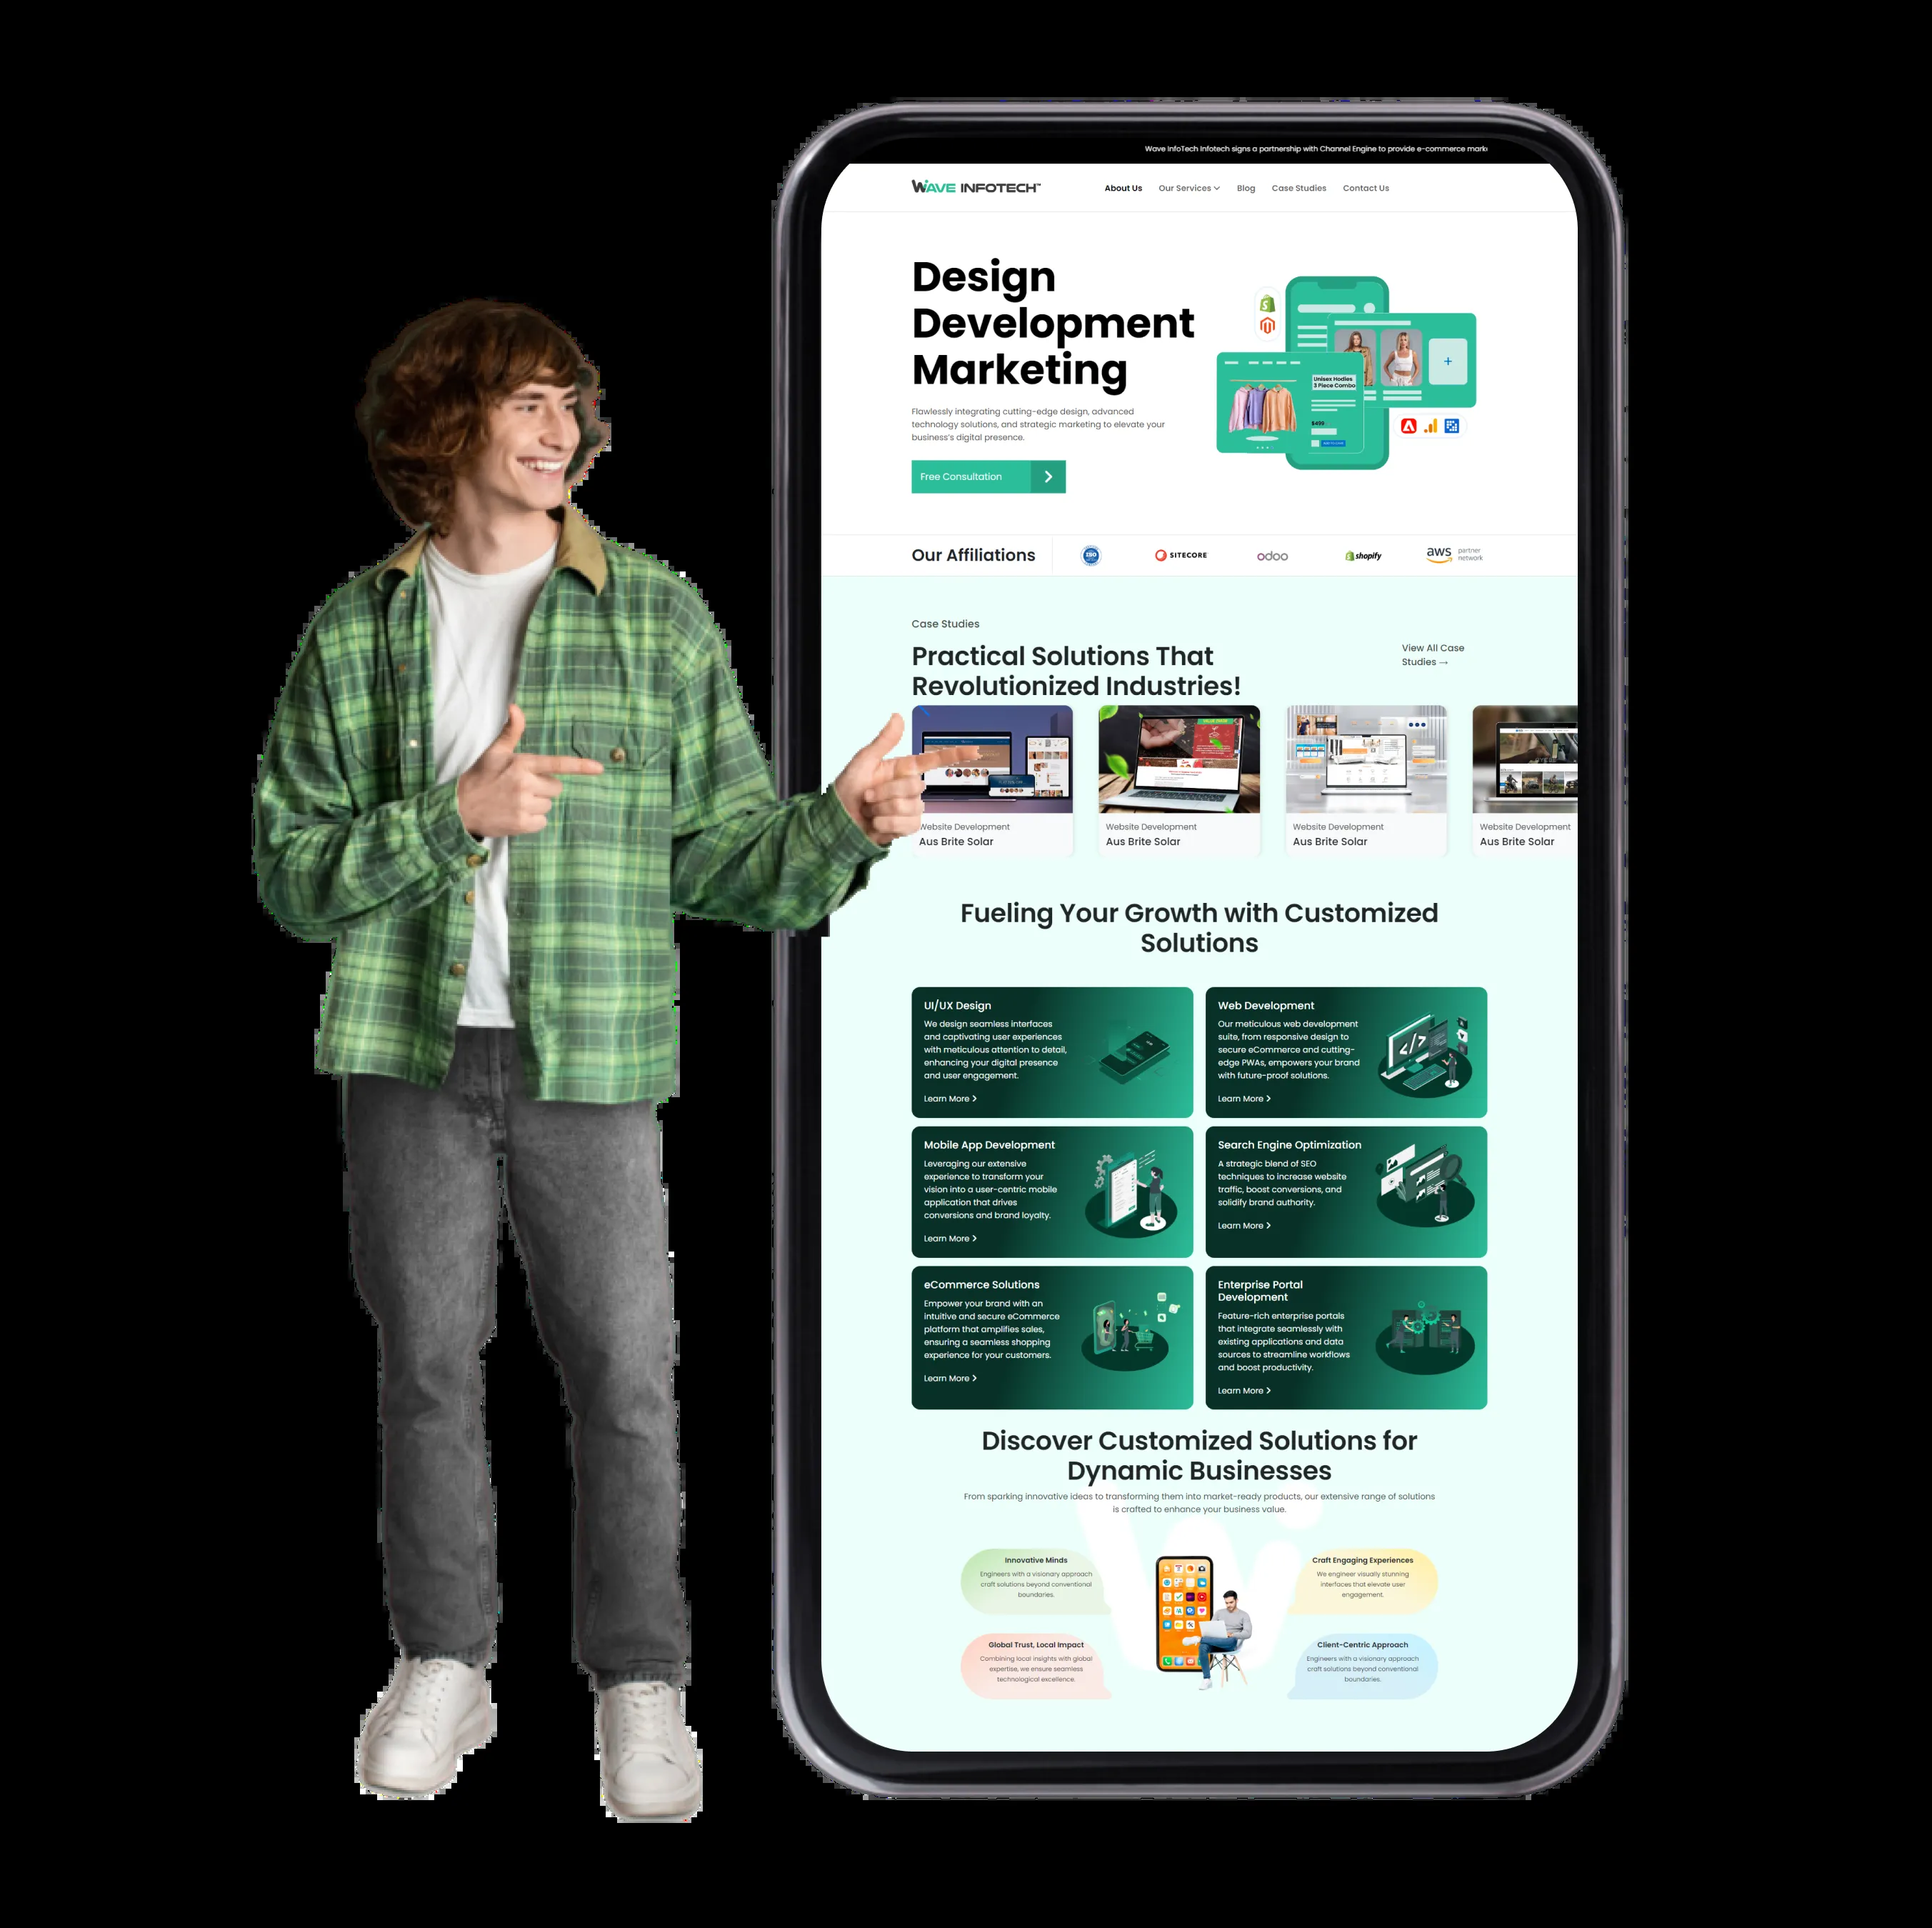 Wave InfoTech Infotech signs a partnership with Channel Engine to provide e-commerce mark
WAVE INFOTECH™
About Us
Our Services
Blog
Case Studies
Contact Us
Design
Development
Marketing
Flawlessly integrating cutting-edge design, advanced
technology solutions, and strategic marketing to elevate your
business's digital presence.
Free Consultation
Unisex Hodies
3 Piece Combo
$499
Our Affiliations
ISO
SITECORE
odoo
shopify
aws
partner
network
Case Studies
Practical Solutions That
Revolutionized Industries!
View All Case
Studies →
Website Development
Aus Brite Solar
Website Development
Aus Brite Solar
Website Development
Aus Brite Solar
Website Development
Aus Brite Solar
Fueling Your Growth with Customized
Solutions
UI/UX Design
We design seamless interfaces
and captivating user experiences
with meticulous attention to detail,
enhancing your digital presence
and user engagement.
Learn More
Web Development
Our meticulous web development
suite, from responsive design to
secure eCommerce and cutting-
edge PWAs, empowers your brand
with future-proof solutions.
Learn More
Mobile App Development
Leveraging our extensive
experience to transform your
vision into a user-centric mobile
application that drives
conversions and brand loyalty.
Learn More
Search Engine Optimization
A strategic blend of SEO
techniques to increase website
traffic, boost conversions, and
solidify brand authority.
Learn More
eCommerce Solutions
Empower your brand with an
intuitive and secure eCommerce
platform that amplifies sales,
ensuring a seamless shopping
experience for your customers.
Learn More
Enterprise Portal
Development
Feature-rich enterprise portals
that integrate seamlessly with
existing applications and data
sources to streamline workflows
and boost productivity.
Learn More
Discover Customized Solutions for
Dynamic Businesses
From sparking innovative ideas to transforming them into market-ready products, our extensive range of solutions
is crafted to enhance your business value.
Innovative Minds
Engineers with a visionary approach
craft solutions beyond conventional
boundaries.
Craft Engaging Experiences
We engineer visually stunning
interfaces that elevate user
engagement.
Global Trust, Local Impact
Combining local insights with global
expertise, we ensure seamless
technological excellence.
Client-Centric Approach
Engineers with a visionary approach
craft solutions beyond conventional
boundaries.